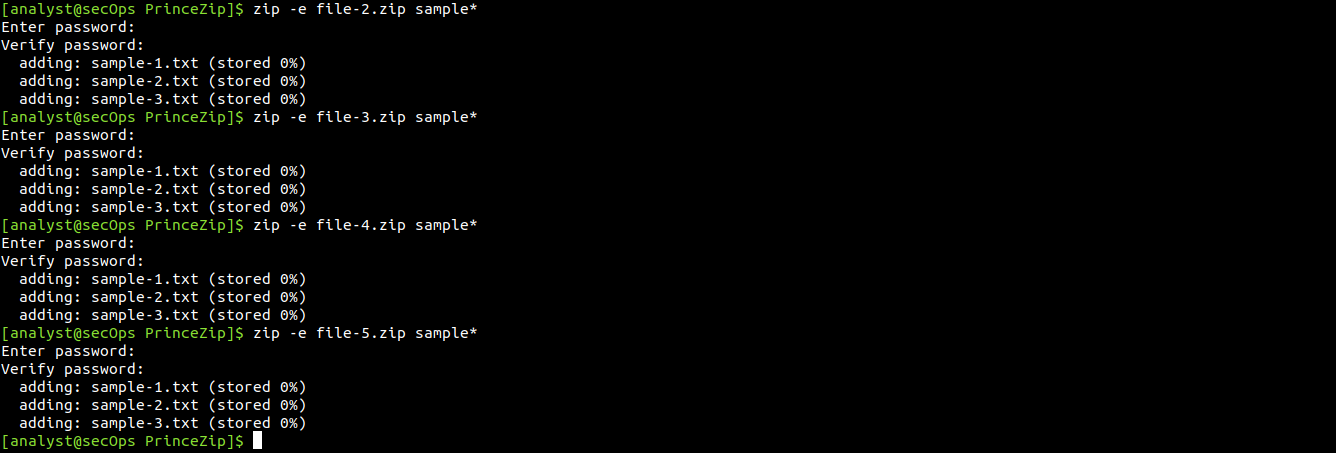 [analyst@secOps PrinceZip]$ zip -e file-2.zip sample*
Enter password:
Verify password:
  adding: sample-1.txt (stored 0%)
  adding: sample-2.txt (stored 0%)
  adding: sample-3.txt (stored 0%)
[analyst@secOps PrinceZip]$ zip -e file-3.zip sample*
Enter password:
Verify password:
  adding: sample-1.txt (stored 0%)
  adding: sample-2.txt (stored 0%)
  adding: sample-3.txt (stored 0%)
[analyst@secOps PrinceZip]$ zip -e file-4.zip sample*
Enter password:
Verify password:
  adding: sample-1.txt (stored 0%)
  adding: sample-2.txt (stored 0%)
  adding: sample-3.txt (stored 0%)
[analyst@secOps PrinceZip]$ zip -e file-5.zip sample*
Enter password:
Verify password:
  adding: sample-1.txt (stored 0%)
  adding: sample-2.txt (stored 0%)
  adding: sample-3.txt (stored 0%)
[analyst@secOps PrinceZip]$